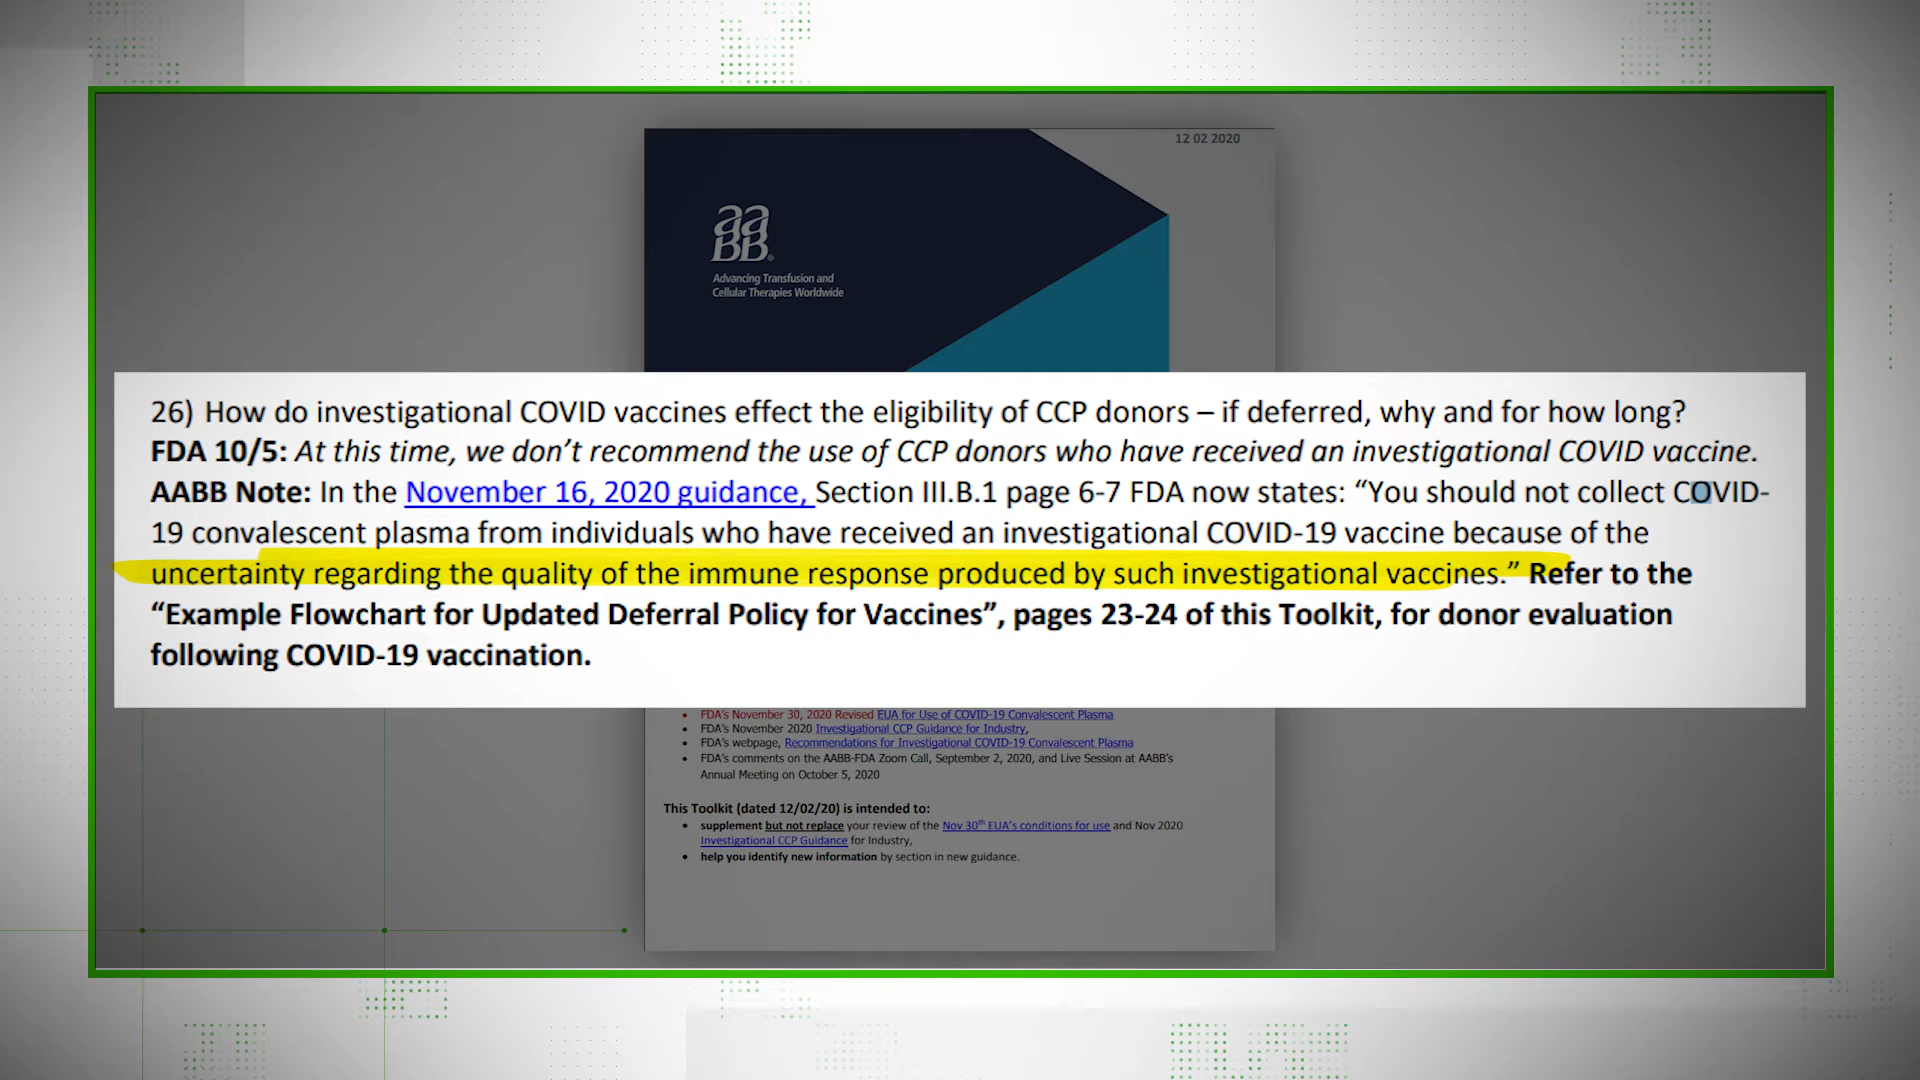 12 02 2020
aaBB®
Advancing Transfusion and
Cellular Therapies Worldwide
26) How do investigational COVID vaccines effect the eligibility of CCP donors – if deferred, why and for how long?
FDA 10/5: At this time, we don’t recommend the use of CCP donors who have received an investigational COVID vaccine.
AABB Note: In the November 16, 2020 guidance, Section III.B.1 page 6-7 FDA now states: “You should not collect COVID-
19 convalescent plasma from individuals who have received an investigational COVID-19 vaccine because of the
uncertainty regarding the quality of the immune response produced by such investigational vaccines.” Refer to the
“Example Flowchart for Updated Deferral Policy for Vaccines”, pages 23-24 of this Toolkit, for donor evaluation
following COVID-19 vaccination.
• FDA’s November 30, 2020 Revised EUA for Use of COVID-19 Convalescent Plasma
• FDA’s November 2020 Investigational CCP Guidance for Industry,
• FDA’s webpage, Recommendations for Investigational COVID-19 Convalescent Plasma
• FDA’s comments on the AABB-FDA Zoom Call, September 2, 2020, and Live Session at AABB’s
Annual Meeting on October 5, 2020
This Toolkit (dated 12/02/20) is intended to:
• supplement but not replace your review of the Nov 30th EUA’s conditions for use and Nov 2020
Investigational CCP Guidance for Industry,
• help you identify new information by section in new guidance.